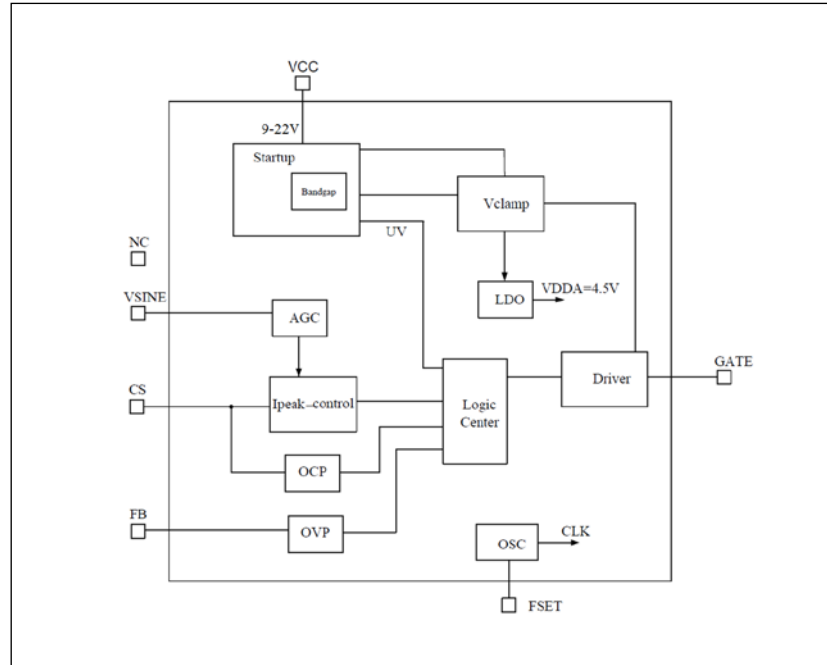 VCC
9-22V
Startup
Bandgap
Vclamp
UV
NC
LDO
VDDA=4.5V
VSINE
AGC
GATE
Driver
CS
Ipeak-control
Logic
Center
OCP
FB
OVP
OSC
CLK
FSET